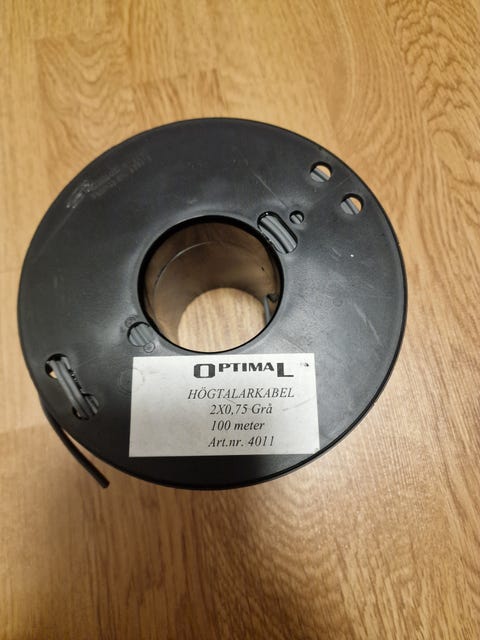 OPTIMAL
HÖGTALARKABEL
2X0,75 Grå
100 meter
Art.nr. 4011